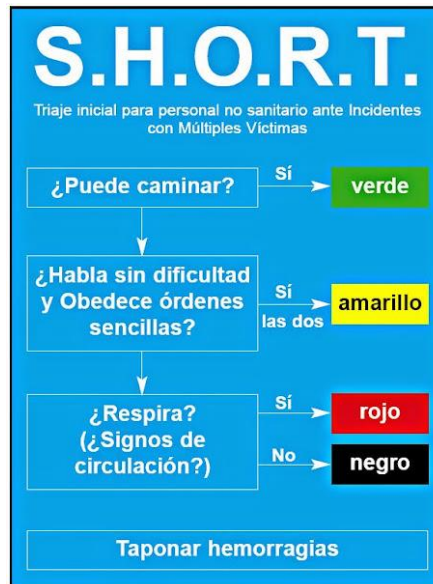 S.H.O.R.T.
Triaje inicial para personal no sanitario ante Incidentes
con Múltiples Víctimas
¿Puede caminar?
Sí
verde
¿Habla sin dificultad
y Obedece órdenes
sencillas?
Sí
las dos
amarillo
¿Respira?
(¿Signos de
circulación?)
Sí
rojo
No
negro
Taponar hemorragias